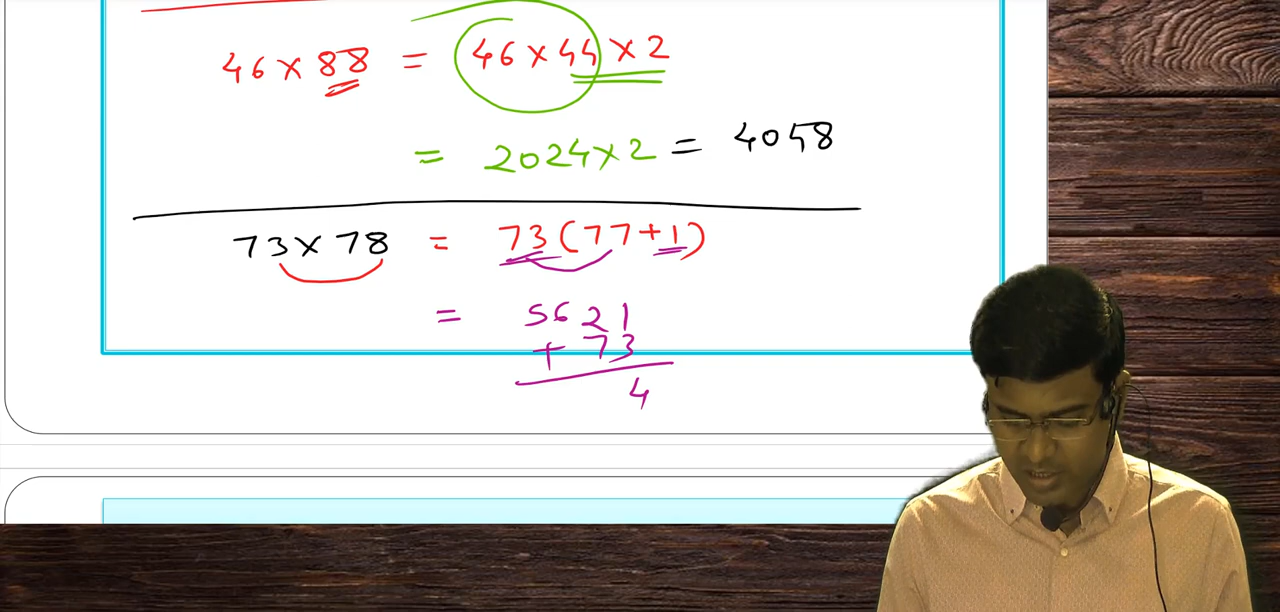 46 × 88 = 46 × 44 × 2
= 2024 × 2 = 4058
73 × 78 = 73 (77 + 1)
= 5621
+ 73
4